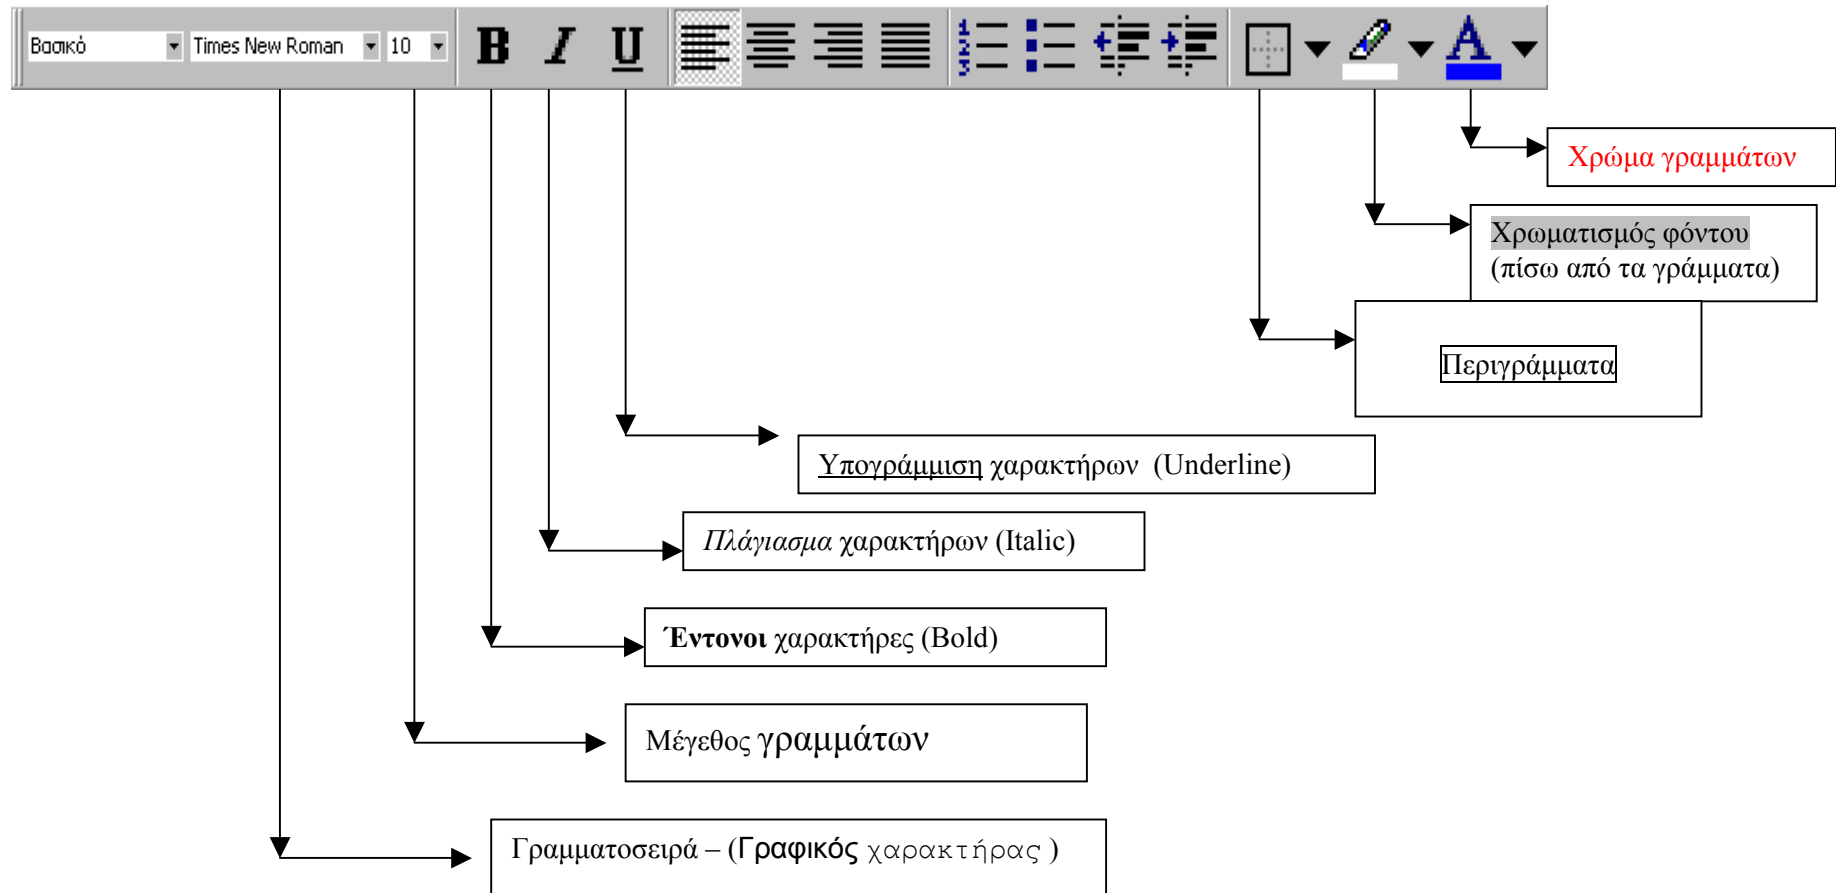 Βασικό Times New Roman 10 B I U A
Χρώμα γραμμάτων
Χρωματισμός φόντου
(πίσω από τα γράμματα)
Περιγράμματα
Υπογράμμιση χαρακτήρων (Underline)
Πλάγιασμα χαρακτήρων (Italic)
Έντονοι χαρακτήρες (Bold)
Μέγεθος γραμμάτων
Γραμματοσειρά – (Γραφικός χαρακτήρας )